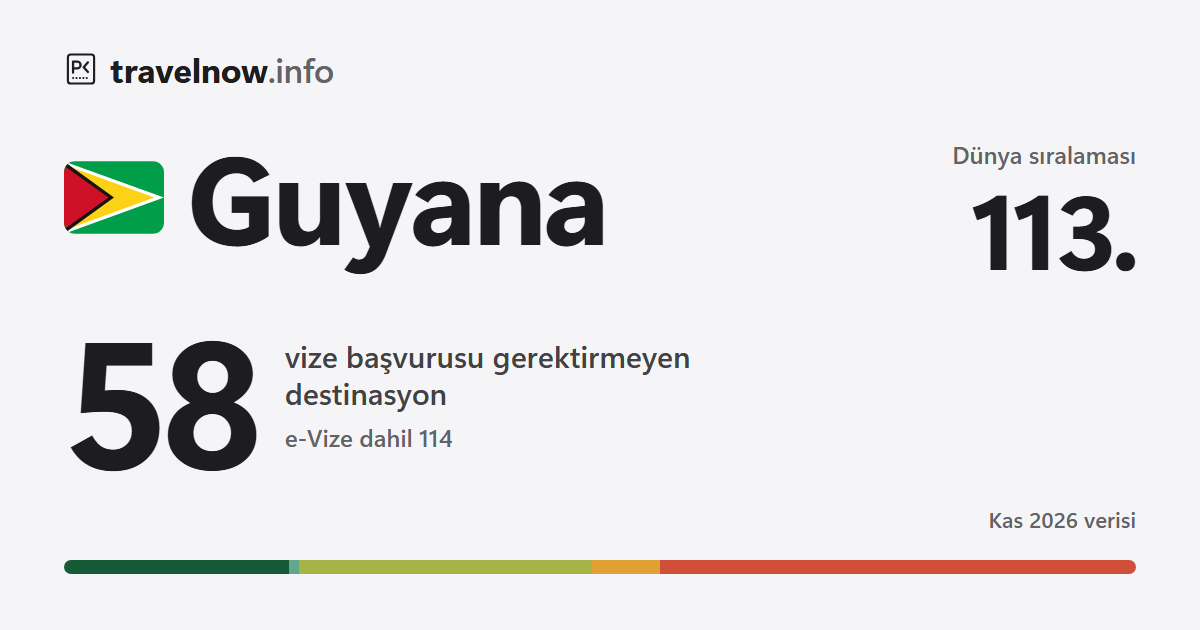 travelnow.info
Guyana
Dünya sıralaması
113.
58
vize başvurusu gerektirmeyen
destinasyon
e-Vize dahil 114
Kas 2026 verisi